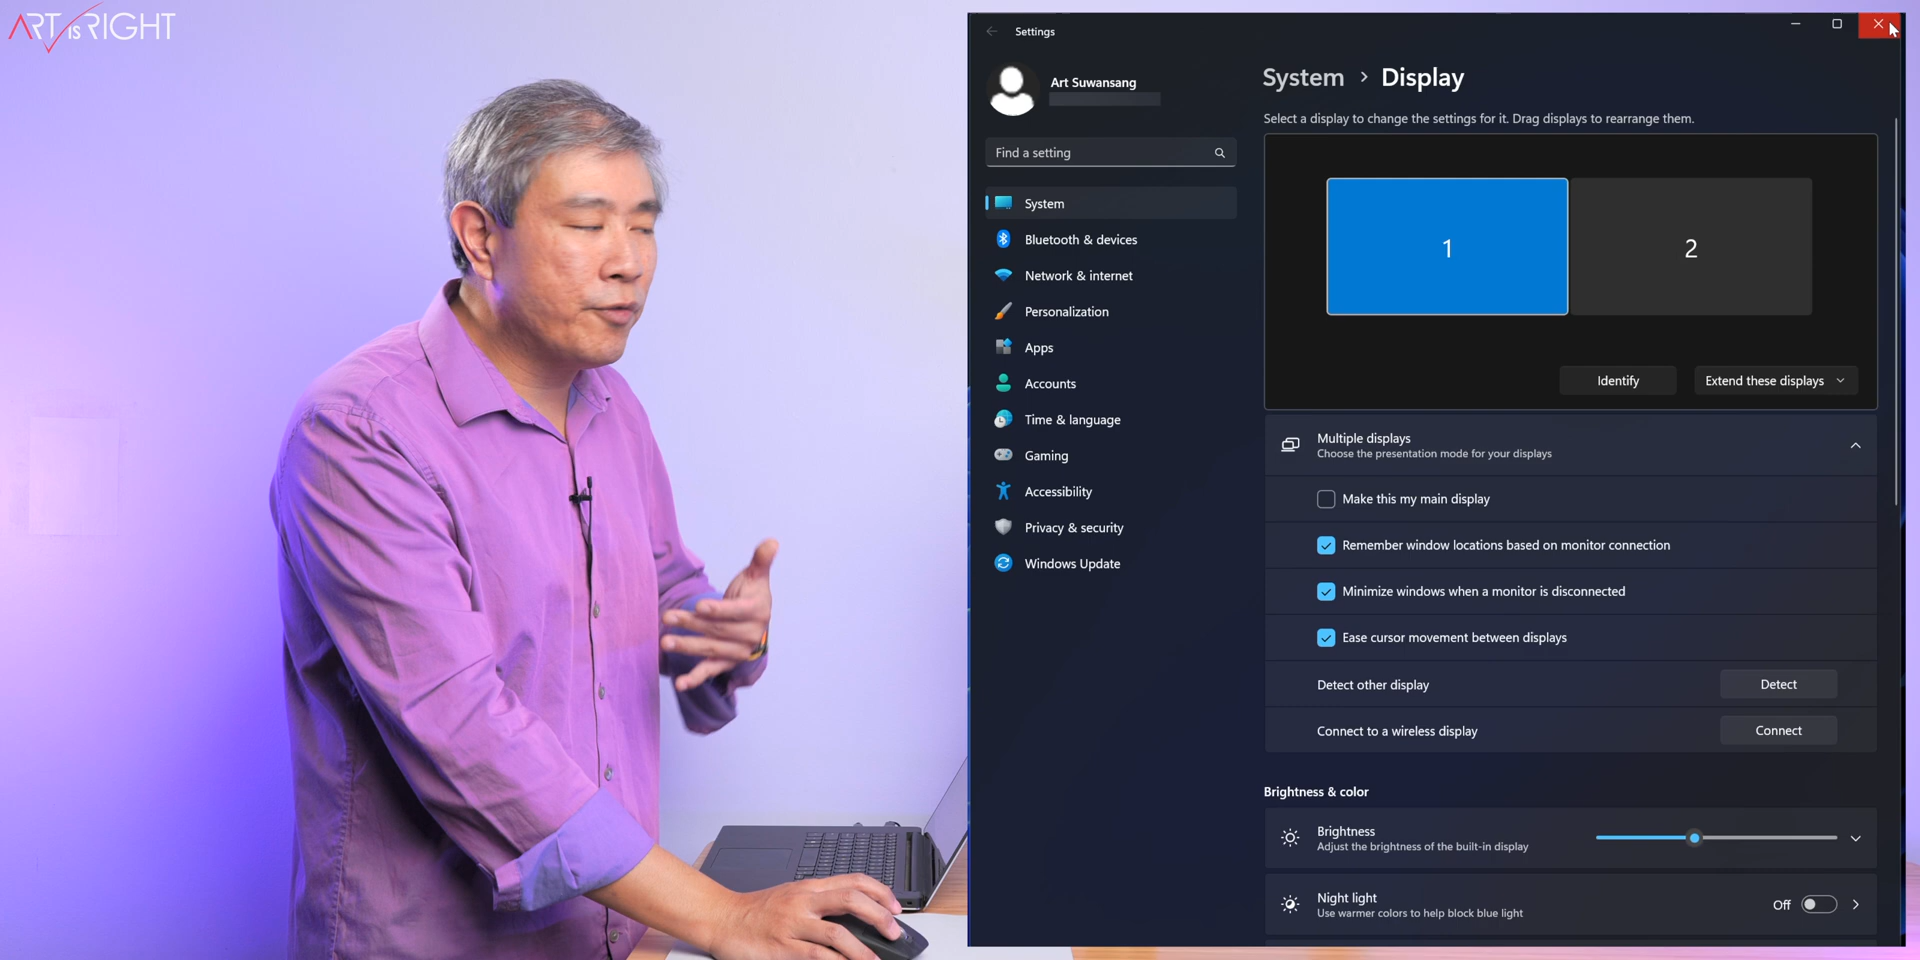 ART is RIGHT
Settings
Art Suwansang
Find a setting
System
Bluetooth & devices
Network & internet
Personalization
Apps
Accounts
Time & language
Gaming
Accessibility
Privacy & security
Windows Update
System > Display
Select a display to change the settings for it. Drag displays to rearrange them.
1
2
Identify
Extend these displays
Multiple displays
Choose the presentation mode for your displays
Make this my main display
Remember window locations based on monitor connection
Minimize windows when a monitor is disconnected
Ease cursor movement between displays
Detect other display
Detect
Connect to a wireless display
Connect
Brightness & color
Brightness
Adjust the brightness of the built-in display
Night light
Use warmer colors to help block blue light
Off